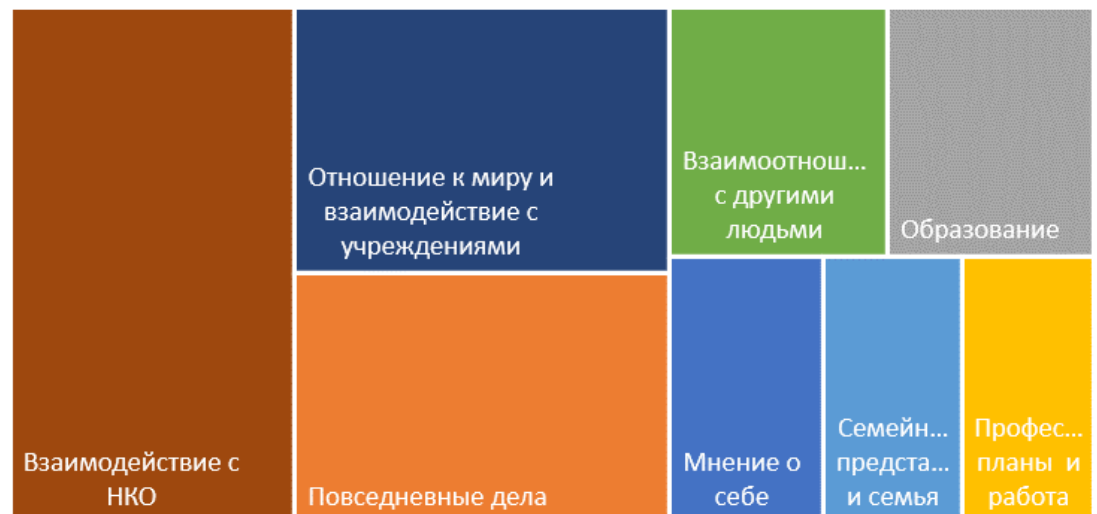 Взаимодействие с
НКО
Отношение к миру и
взаимодействие с
учреждениями
Повседневные дела
Взаимоотнош...
с другими
людьми
Образование
Мнение о
себе
Семейн...
предста...
и семья
Профес...
планы и
работа